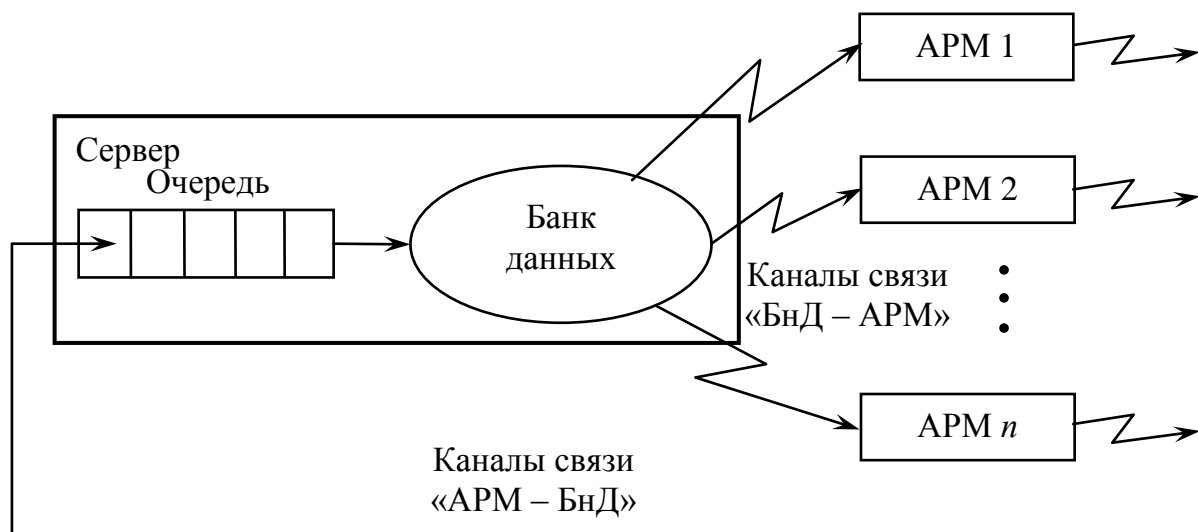 АРМ 1
Сервер
Очередь
АРМ 2
Банк
данных
Каналы связи
«БнД – АРМ»
АРМ n
Каналы связи
«АРМ – БнД»